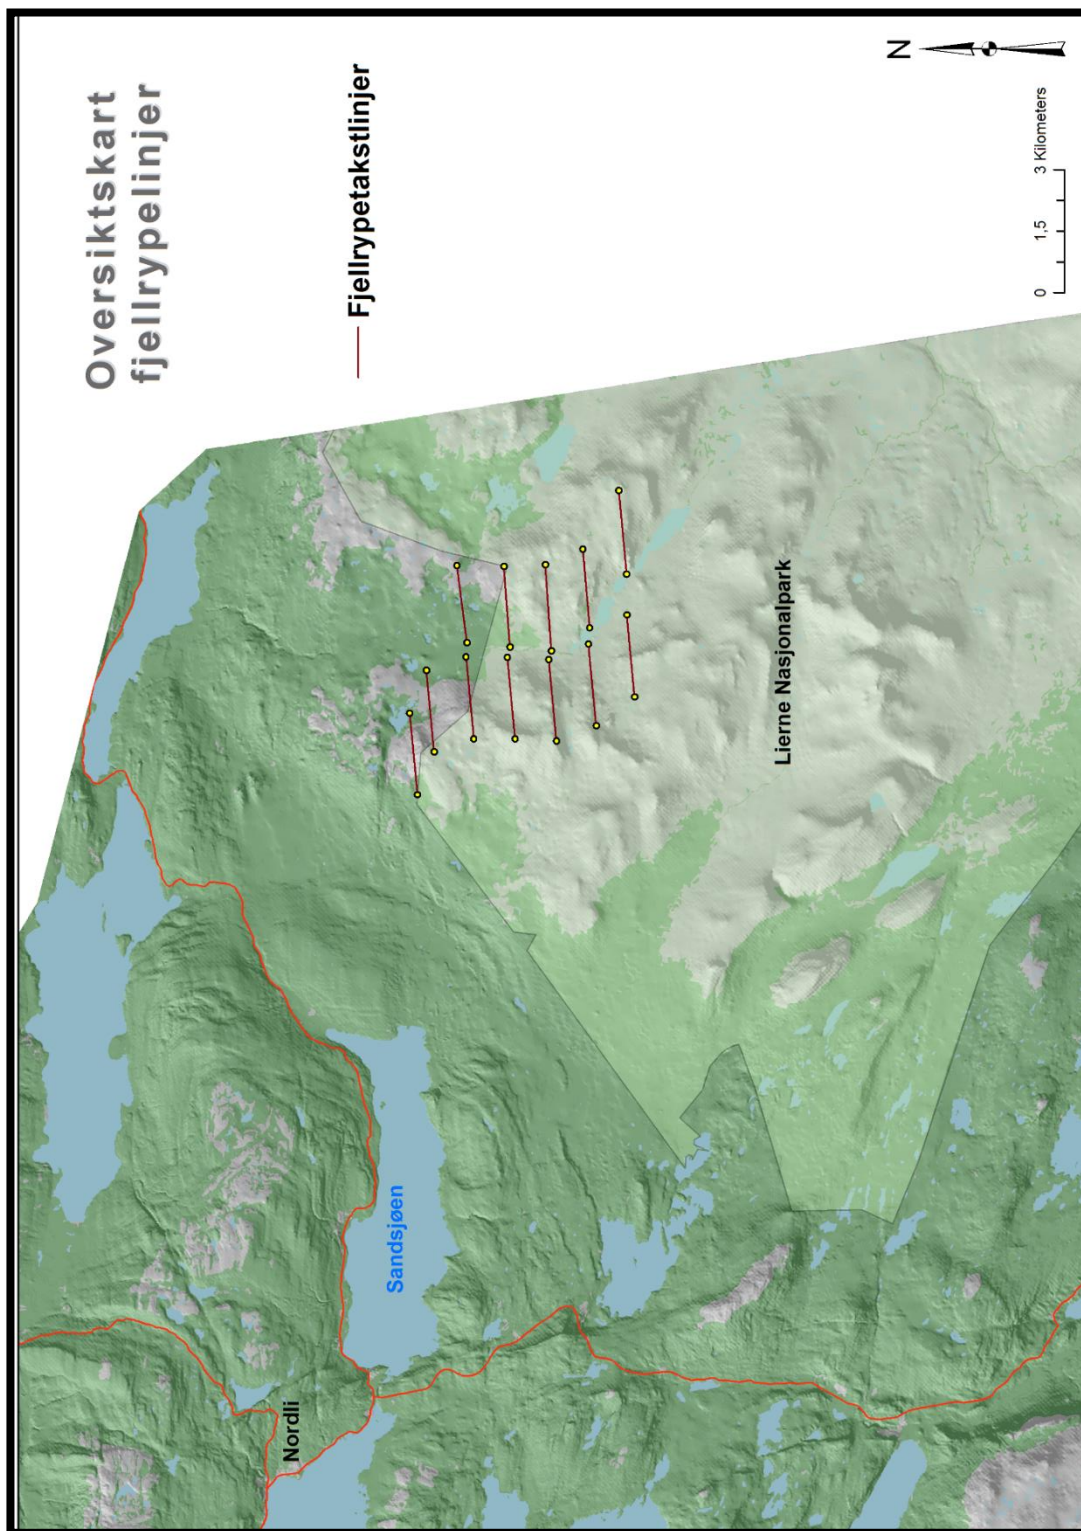 Oversiktskart
fjellrypelinjer
Fjellrypetakstlinjer
N
0 1,5 3 Kilometers
Nordli
Sandsjøen
Lierne Nasjonalpark